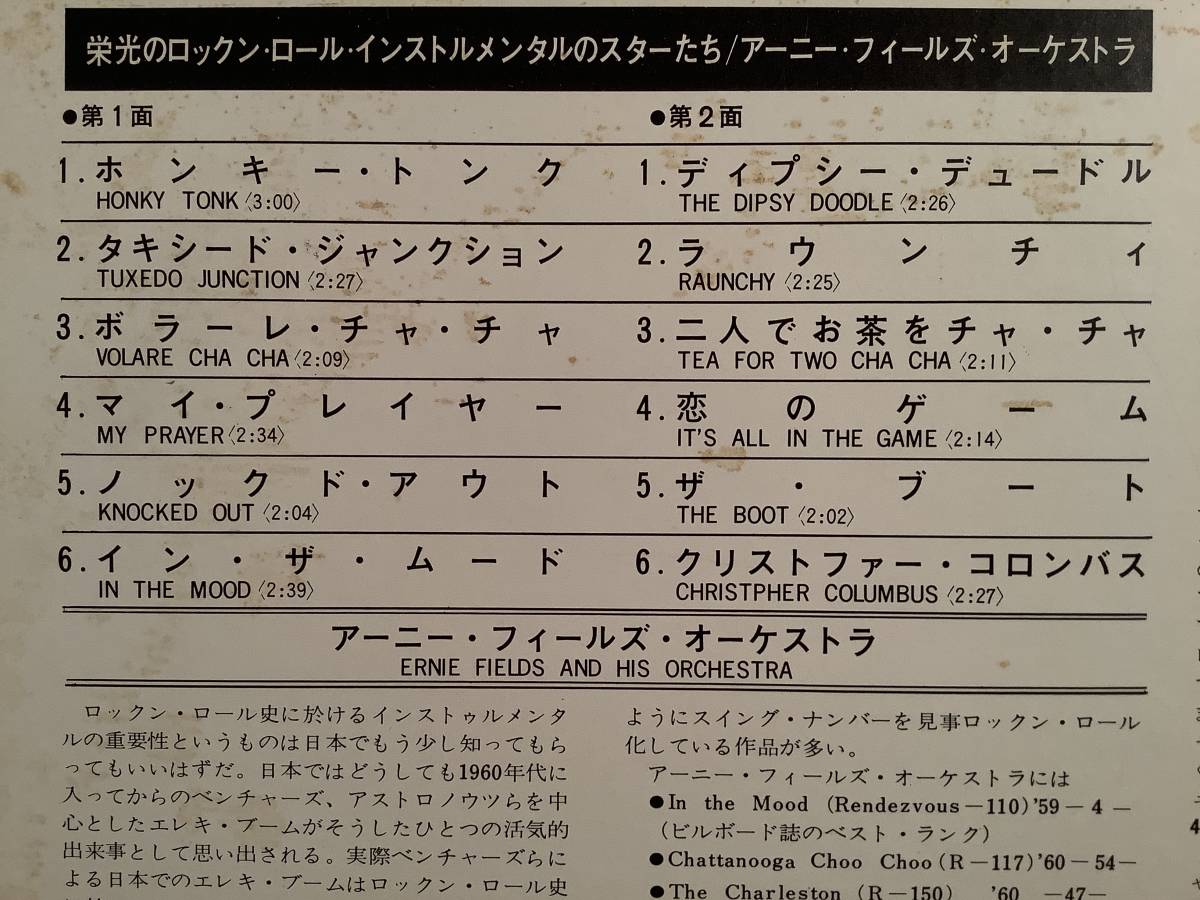 栄光のロックン・ロール・インストルメンタルのスターたち/アーニー・フィールズ・オーケストラ
●第1面
1.ホンキー・トンク
HONKY TONK〈3:00〉
2.タキシード・ジャンクション
TUXEDO JUNCTION〈2:27〉
3.ボラーレ・チャ・チャ
VOLARE CHA CHA〈2:09〉
4.マイ・プレイヤー
MY PRAYER〈2:34〉
5.ノックド・アウト
KNOCKED OUT〈2:04〉
6.イン・ザ・ムード
IN THE MOOD〈2:39〉
●第2面
1.ディプシー・デュードル
THE DIPSY DOODLE〈2:26〉
2.ラウンチィ
RAUNCHY〈2:25〉
3.二人でお茶をチャ・チャ
TEA FOR TWO CHA CHA〈2:11〉
4.恋のゲーム
IT'S ALL IN THE GAME〈2:14〉
5.ザ・ブート
THE BOOT〈2:02〉
6.クリストファー・コロンバス
CHRISTPHER COLUMBUS〈2:27〉
アーニー・フィールズ・オーケストラ
ERNIE FIELDS AND HIS ORCHESTRA
ロックン・ロール史に於けるインストゥルメンタ
ルの重要性というものは日本でもう少し知ってもら
ってもいいはずだ。日本ではどうしても1960年代に
入ってからのベンチャーズ、アストロノウツらを中
心としたエレキ・ブームがそうしたひとつの活気的
出来事として思い出される。実際ベンチャーズらに
よる日本でのエレキ・ブームはロックン・ロール史
ようにスイング・ナンバーを見事ロックン・ロール
化している作品が多い。
アーニー・フィールズ・オーケストラには
●In the Mood (Rendezvous−110)'59−4−
(ビルボード誌のベスト・ランク)
●Chattanooga Choo Choo (R−117)'60−54−
●The Charleston (R−150) '60 −47−